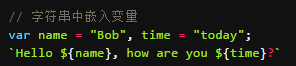 // 字符串中嵌入变量
var name = "Bob", time = "today";
`Hello ${name}, how are you ${time}?`